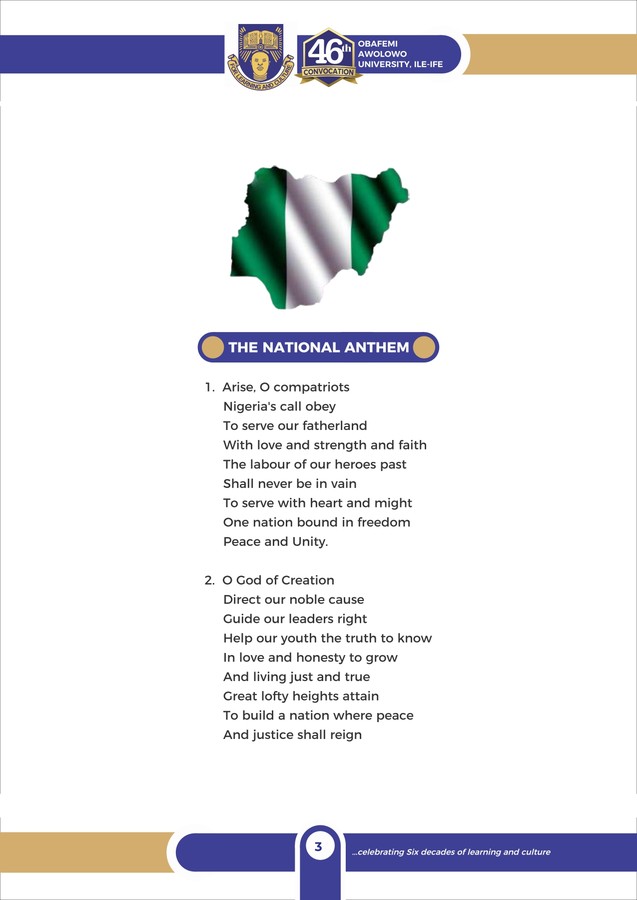 FOR LEARNING AND CULTURE
46th
CONVOCATION
OBAFEMI
AWOLOWO
UNIVERSITY, ILE-IFE
THE NATIONAL ANTHEM
1. Arise, O compatriots
Nigeria's call obey
To serve our fatherland
With love and strength and faith
The labour of our heroes past
Shall never be in vain
To serve with heart and might
One nation bound in freedom
Peace and Unity.
2. O God of Creation
Direct our noble cause
Guide our leaders right
Help our youth the truth to know
In love and honesty to grow
And living just and true
Great lofty heights attain
To build a nation where peace
And justice shall reign
3
...celebrating Six decades of learning and culture